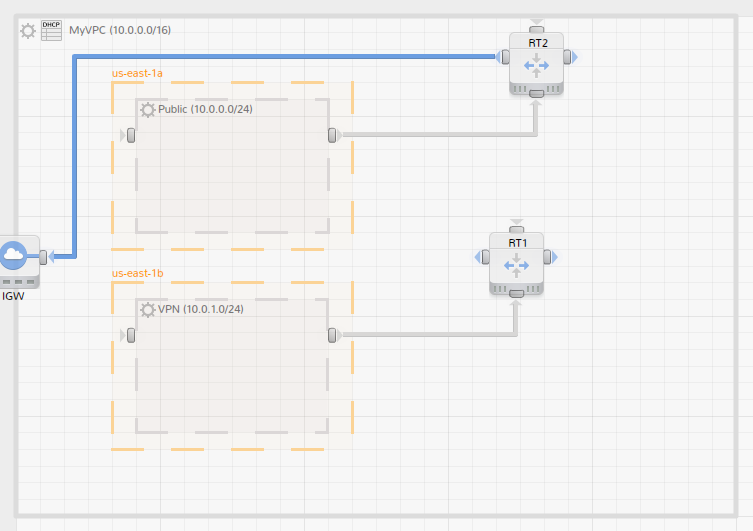 DHCP
MyVPC (10.0.0.0/16)
RT2
us-east-1a
Public (10.0.0.0/24)
RT1
IGW
us-east-1b
VPN (10.0.1.0/24)